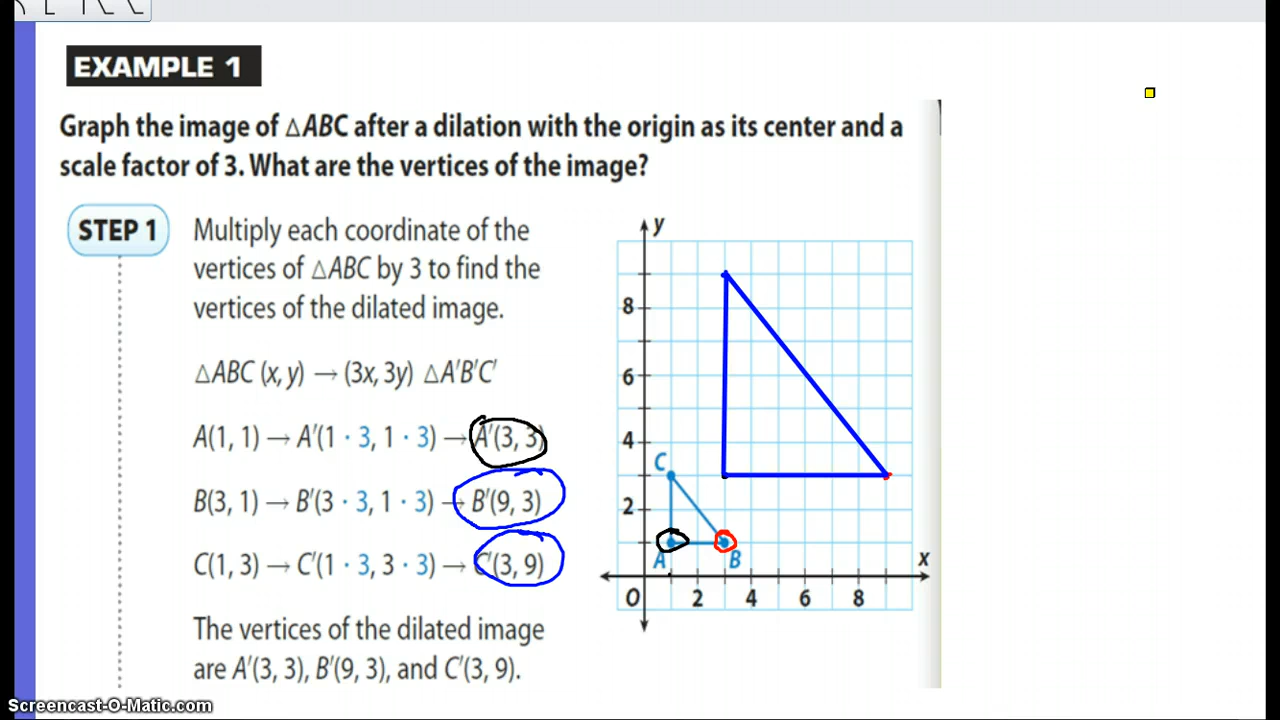 EXAMPLE 1
Graph the image of △ABC after a dilation with the origin as its center and a
scale factor of 3. What are the vertices of the image?
STEP 1
Multiply each coordinate of the
vertices of △ABC by 3 to find the
vertices of the dilated image.
△ABC (x, y) → (3x, 3y) △A′B′C′
A(1, 1) → A′(1 · 3, 1 · 3) → A′(3, 3)
B(3, 1) → B′(3 · 3, 1 · 3) → B′(9, 3)
C(1, 3) → C′(1 · 3, 3 · 3) → C′(3, 9)
The vertices of the dilated image
are A′(3, 3), B′(9, 3), and C′(3, 9).
y
8
6
4
C
2
A B x
O 2 4 6 8
Screencast-O-Matic.com